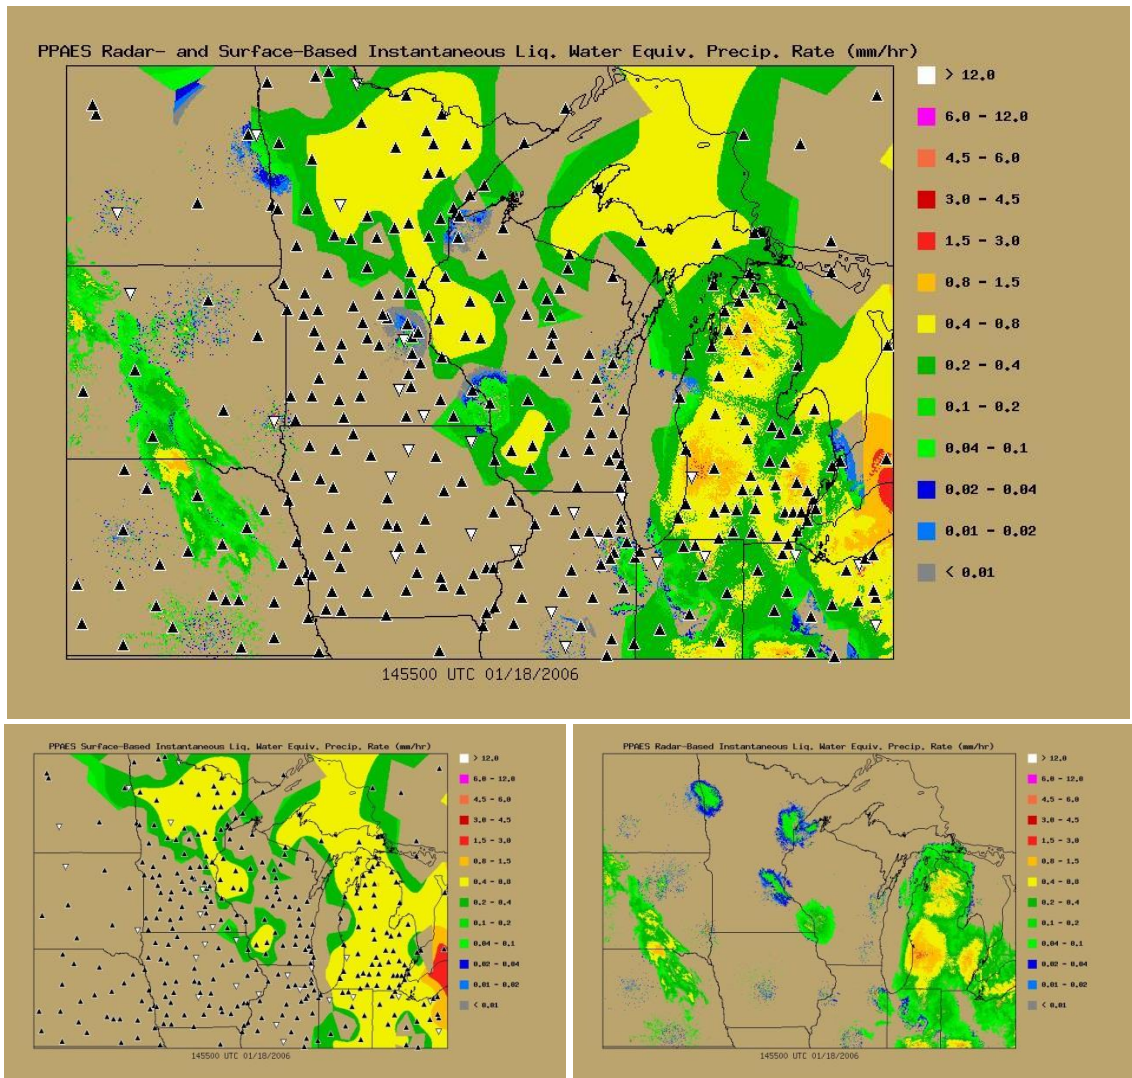 PPAES Radar- and Surface-Based Instantaneous Liq. Water Equiv. Precip. Rate (mm/hr)
> 12.0
6.0 - 12.0
4.5 - 6.0
3.0 - 4.5
1.5 - 3.0
0.8 - 1.5
0.4 - 0.8
0.2 - 0.4
0.1 - 0.2
0.04 - 0.1
0.02 - 0.04
0.01 - 0.02
< 0.01
145500 UTC 01/18/2006
PPAES Surface-Based Instantaneous Liq. Water Equiv. Precip. Rate (mm/hr)
> 12.0
6.0 - 12.0
4.5 - 6.0
3.0 - 4.5
1.5 - 3.0
0.8 - 1.5
0.4 - 0.8
0.2 - 0.4
0.1 - 0.2
0.04 - 0.1
0.02 - 0.04
0.01 - 0.02
< 0.01
145500 UTC 01/18/2006
PPAES Radar-Based Instantaneous Liq. Water Equiv. Precip. Rate (mm/hr)
> 12.0
6.0 - 12.0
4.5 - 6.0
3.0 - 4.5
1.5 - 3.0
0.8 - 1.5
0.4 - 0.8
0.2 - 0.4
0.1 - 0.2
0.04 - 0.1
0.02 - 0.04
0.01 - 0.02
< 0.01
145500 UTC 01/18/2006